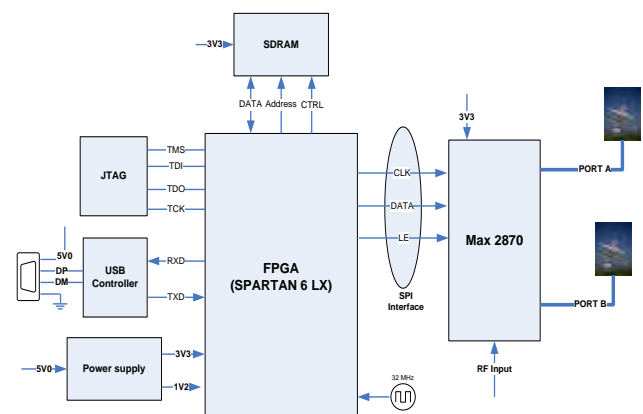 SDRAM
3V3
DATA
Address
CTRL
3V3
JTAG
TMS
TDI
TDO
TCK
CLK
DATA
LE
SPI
Interface
Max 2870
PORT A
PORT B
RF Input
5V0
DP
DM
USB
Controller
RXD
TXD
FPGA
(SPARTAN 6 LX)
5V0
Power supply
3V3
1V2
32 MHz